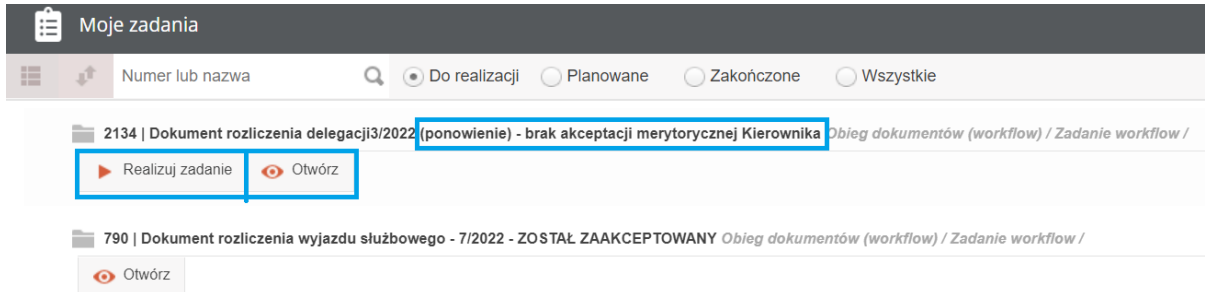 Moje zadania
Numer lub nazwa Do realizacji Planowane Zakończone Wszystkie
2134 | Dokument rozliczenia delegacji3/2022 (ponowienie) - brak akceptacji merytorycznej Kierownika Obieg dokumentów (workflow) / Zadanie workflow /
Realizuj zadanie Otwórz
790 | Dokument rozliczenia wyjazdu służbowego - 7/2022 - ZOSTAŁ ZAAKCEPTOWANY Obieg dokumentów (workflow) / Zadanie workflow /
Otwórz